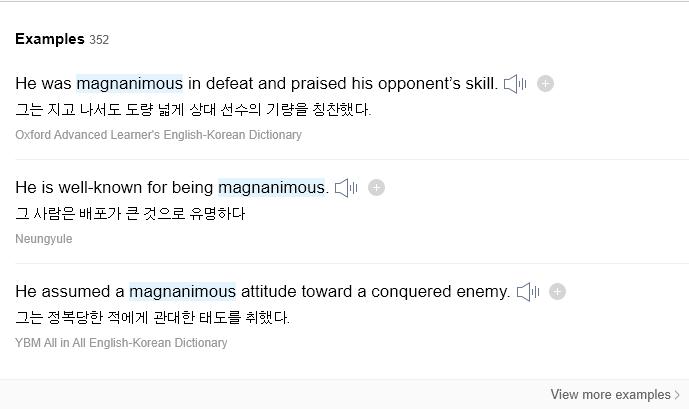 Examples 352
He was magnanimous in defeat and praised his opponent’s skill.
그는 지고 나서도 도량 넓게 상대 선수의 기량을 칭찬했다.
Oxford Advanced Learner's English-Korean Dictionary
He is well-known for being magnanimous.
그 사람은 배포가 큰 것으로 유명하다
Neungyule
He assumed a magnanimous attitude toward a conquered enemy.
그는 정복당한 적에게 관대한 태도를 취했다.
YBM All in All English-Korean Dictionary
View more examples